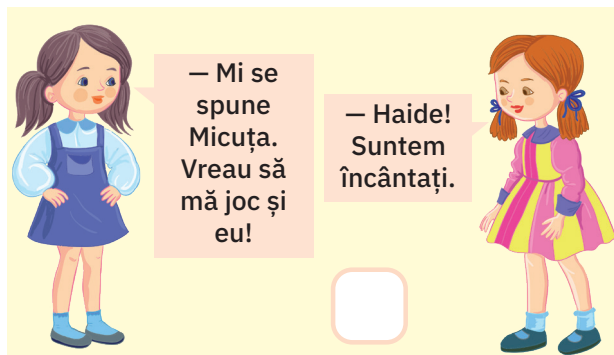 — Mi se
spune
Micuța.
Vreau să
mă joc și
eu!
— Haide!
Suntem
încântați.